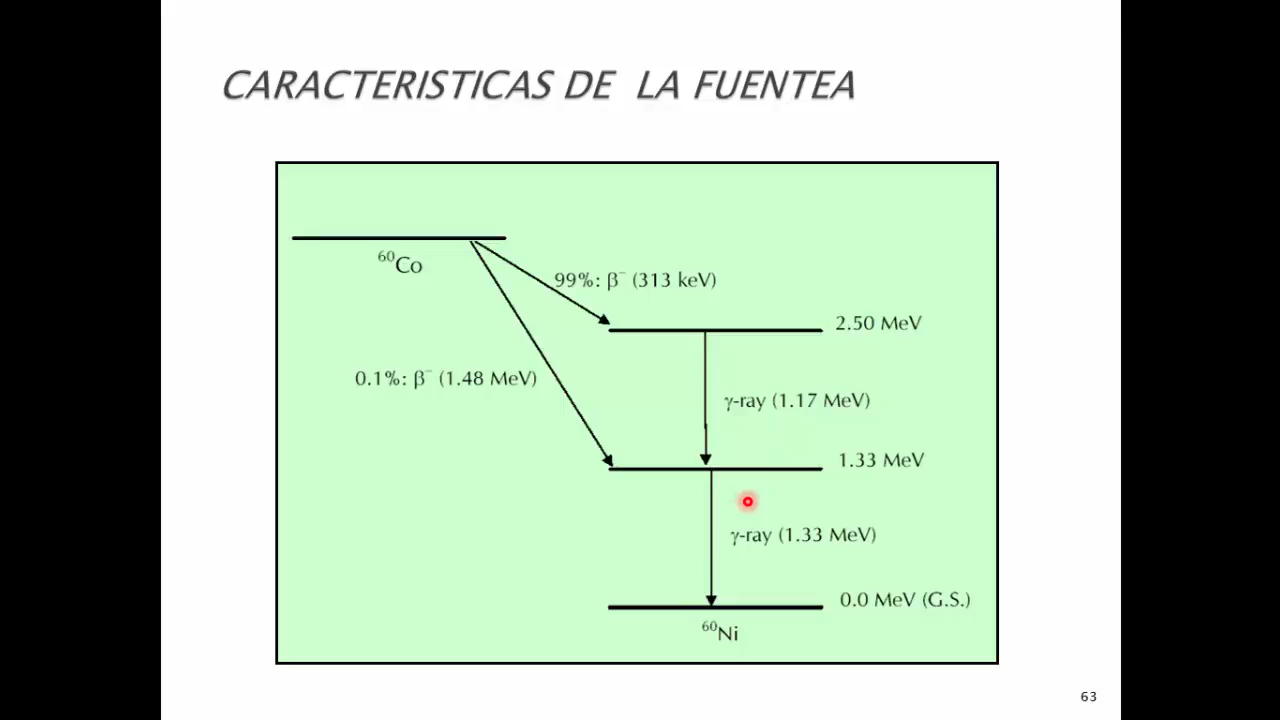 CARACTERISTICAS DE LA FUENTEA
⁶⁰Co
99%: β⁻ (313 keV)
2.50 MeV
0.1%: β⁻ (1.48 MeV)
γ-ray (1.17 MeV)
1.33 MeV
γ-ray (1.33 MeV)
0.0 MeV (G.S.)
⁶⁰Ni
63